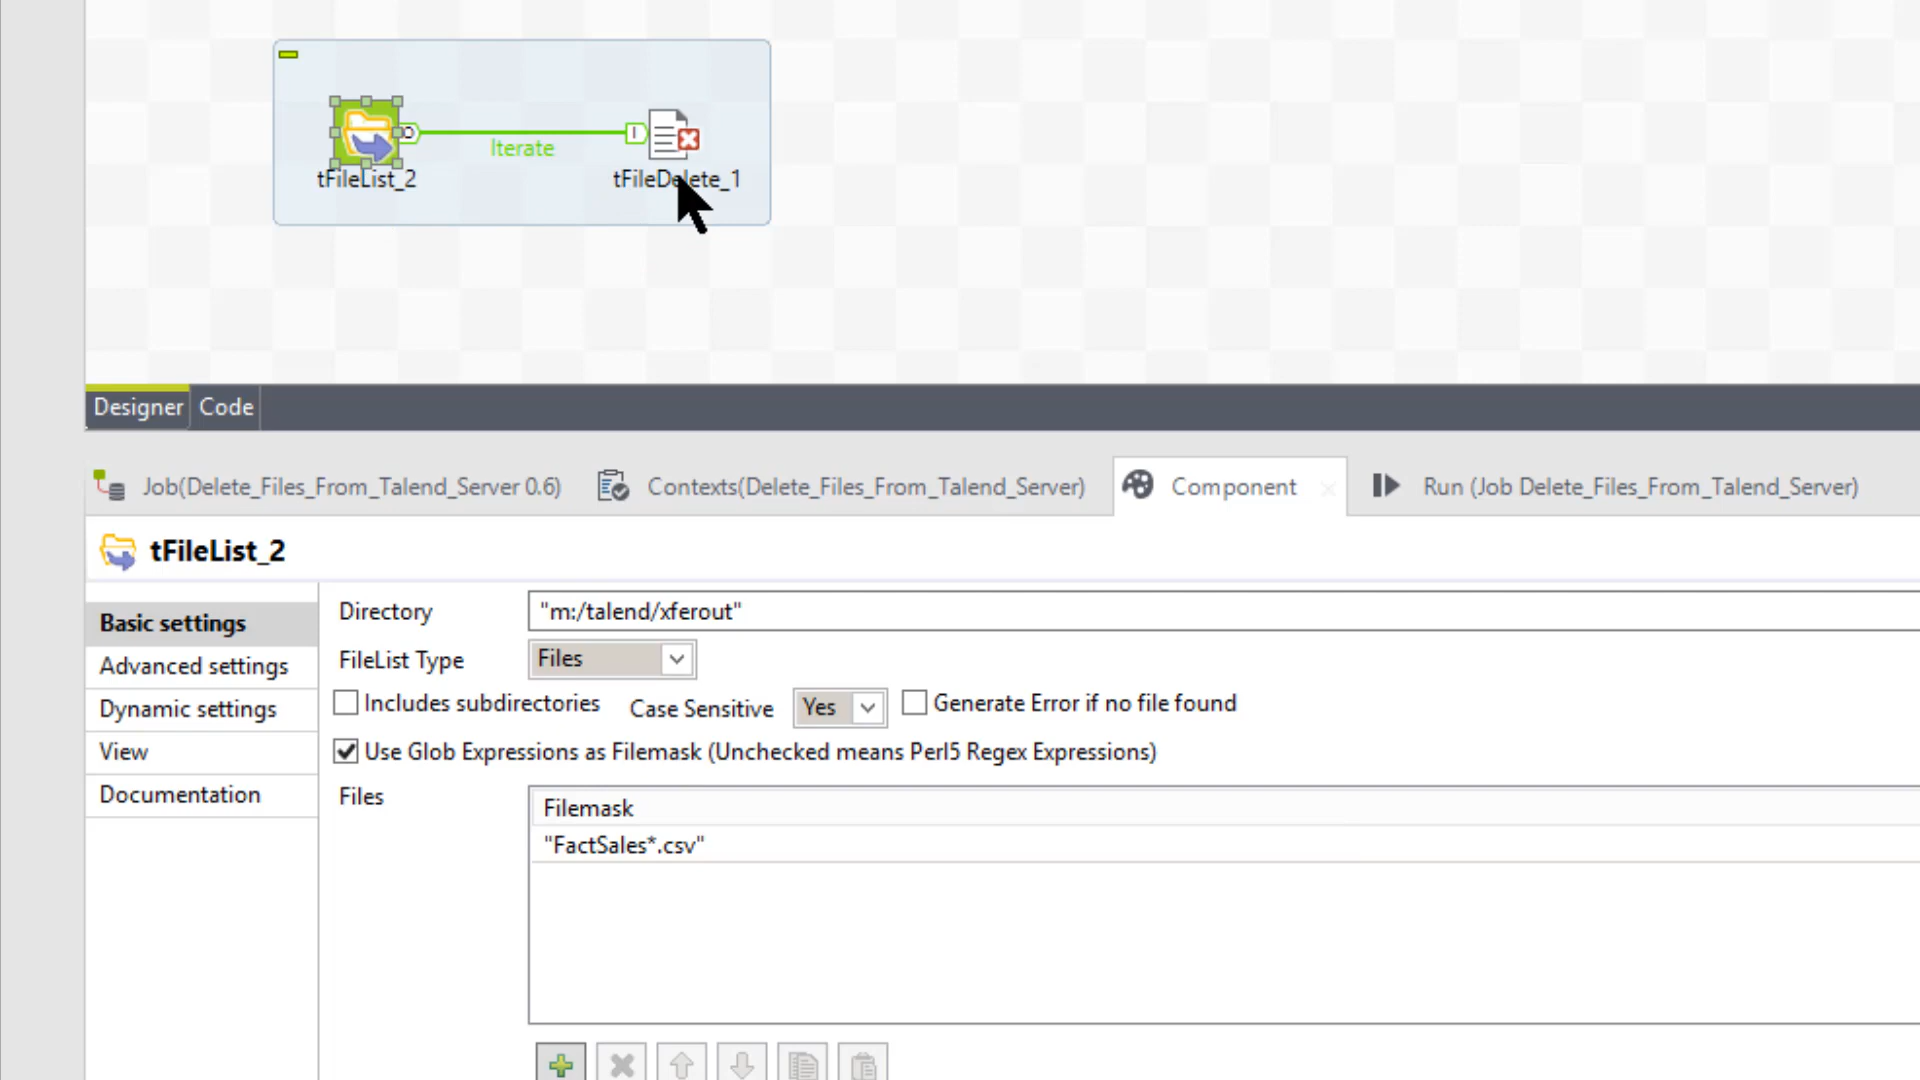 Iterate
tFileList_2
tFileDelete_1
Designer
Code
Job(Delete_Files_From_Talend_Server 0.6)
Contexts(Delete_Files_From_Talend_Server)
Component
Run (Job Delete_Files_From_Talend_Server)
tFileList_2
Basic settings
Advanced settings
Dynamic settings
View
Documentation
Directory
"m:/talend/xferout"
FileList Type
Files
Includes subdirectories
Case Sensitive
Yes
Generate Error if no file found
Use Glob Expressions as Filemask (Unchecked means Perl5 Regex Expressions)
Files
Filemask
"FactSales*.csv"